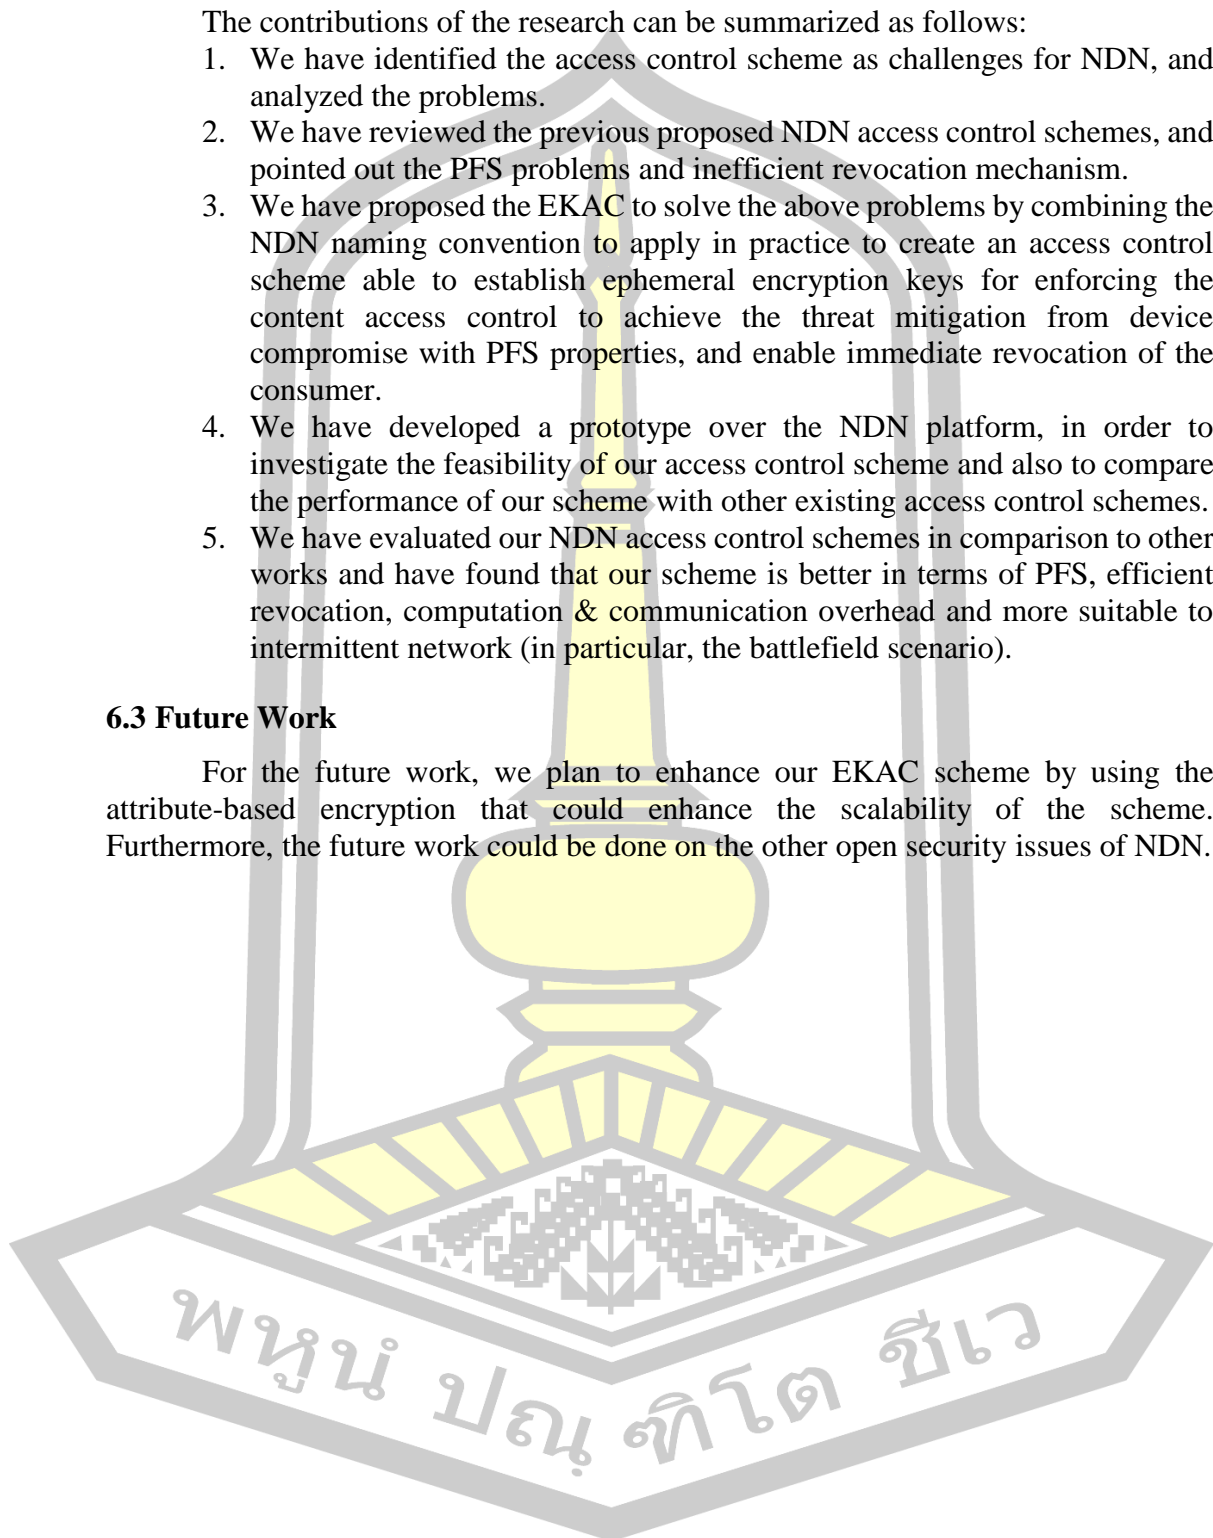 The contributions of the research can be summarized as follows:
1. We have identified the access control scheme as challenges for NDN, and
analyzed the problems.
2. We have reviewed the previous proposed NDN access control schemes, and
pointed out the PFS problems and inefficient revocation mechanism.
3. We have proposed the EKAC to solve the above problems by combining the
NDN naming convention to apply in practice to create an access control
scheme able to establish ephemeral encryption keys for enforcing the
content access control to achieve the threat mitigation from device
compromise with PFS properties, and enable immediate revocation of the
consumer.
4. We have developed a prototype over the NDN platform, in order to
investigate the feasibility of our access control scheme and also to compare
the performance of our scheme with other existing access control schemes.
5. We have evaluated our NDN access control schemes in comparison to other
works and have found that our scheme is better in terms of PFS, efficient
revocation, computation & communication overhead and more suitable to
intermittent network (in particular, the battlefield scenario).
6.3 Future Work
For the future work, we plan to enhance our EKAC scheme by using the
attribute-based encryption that could enhance the scalability of the scheme.
Furthermore, the future work could be done on the other open security issues of NDN.
พหูนํ ปณฺฑิโต ชีเว